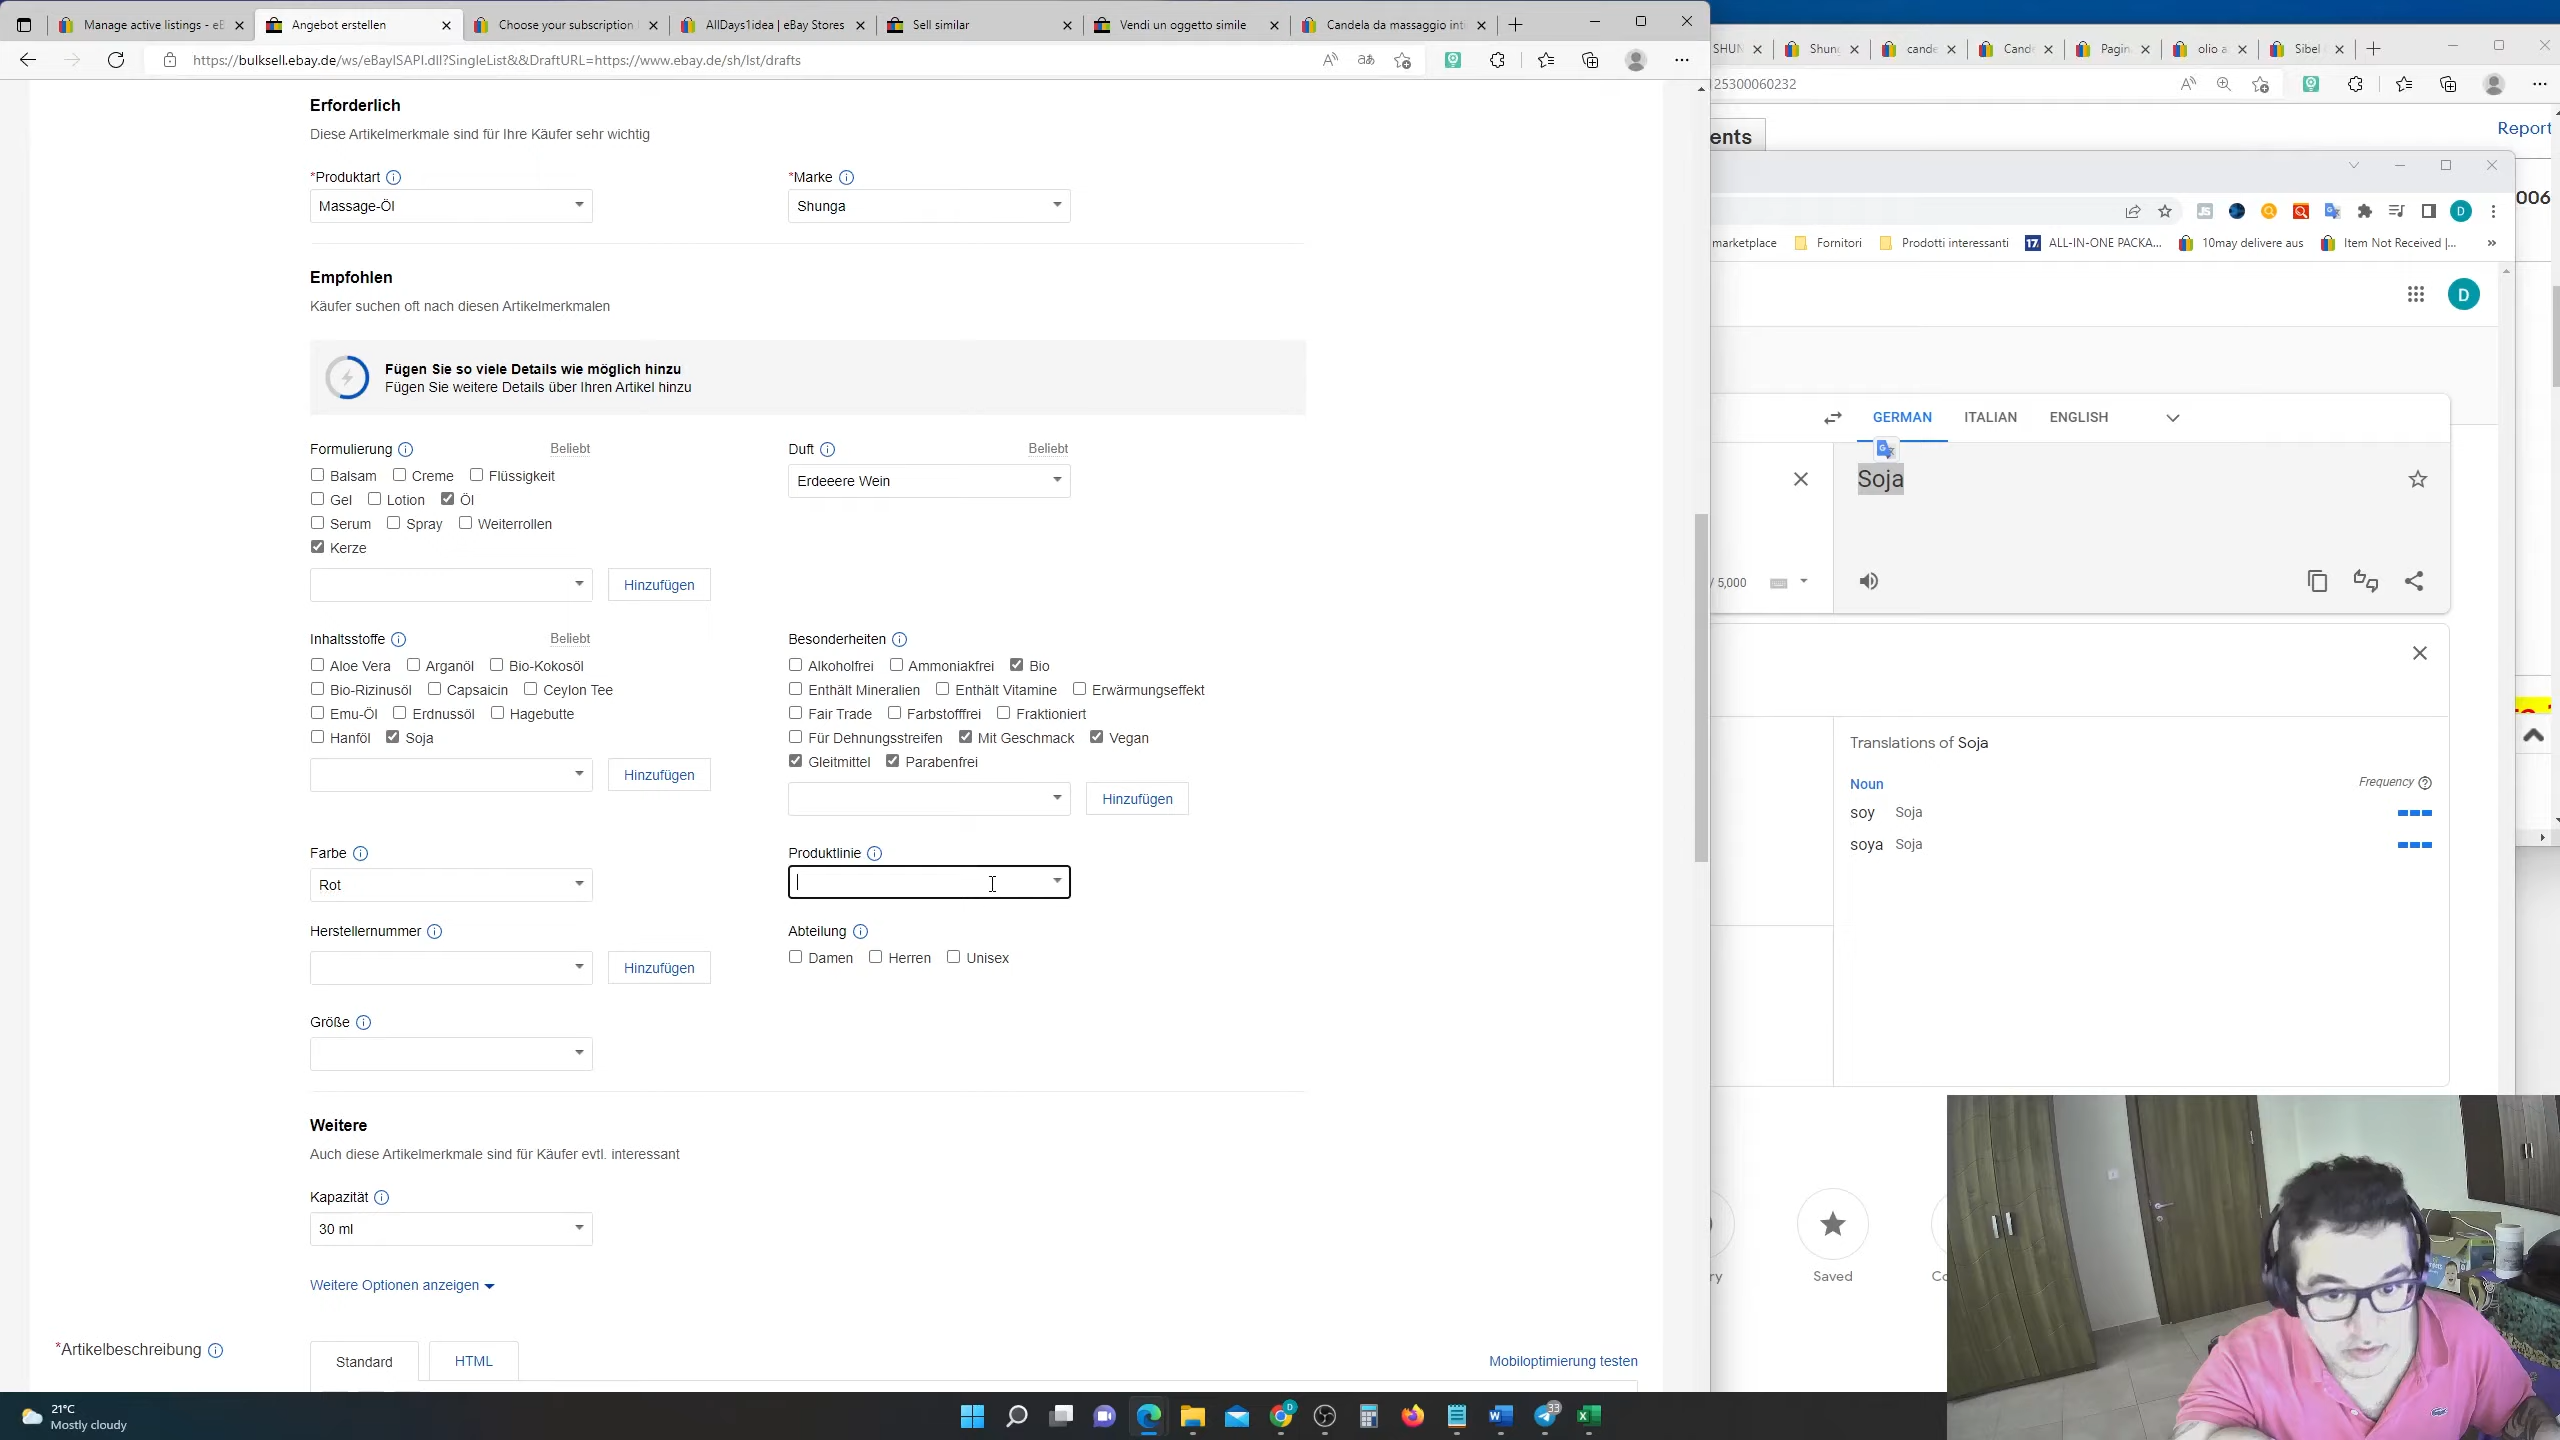 Manage active listings - eB
Angebot erstellen
Choose your subscription
AllDays1idea | eBay Stores
Sell similar
Vendi un oggetto simile
Candela da massaggio inti
SHUN
Shunc
cande
Cand
Pagin
olio a
Sibel
https://bulksell.ebay.de/ws/eBayISAPI.dll?SingleList&&DraftURL=https://www.ebay.de/sh/lst/drafts
25300060232
Erforderlich
Diese Artikelmerkmale sind für Ihre Käufer sehr wichtig
ents
Report
*Produktart
*Marke
Massage-Öl
Shunga
006
marketplace
Fornitori
Prodotti interessanti
ALL-IN-ONE PACKA...
10may delivere aus
Item Not Received |...
Empfohlen
Käufer suchen oft nach diesen Artikelmerkmalen
D
Fügen Sie so viele Details wie möglich hinzu
Fügen Sie weitere Details über Ihren Artikel hinzu
GERMAN
ITALIAN
ENGLISH
Formulierung
Beliebt
Duft
Beliebt
Balsam
Creme
Flüssigkeit
Erdeeere Wein
Soja
Gel
Lotion
Öl
Serum
Spray
Weiterrollen
Kerze
Hinzufügen
/ 5,000
Inhaltsstoffe
Beliebt
Besonderheiten
Aloe Vera
Arganöl
Bio-Kokosöl
Alkoholfrei
Ammoniakfrei
Bio
Bio-Rizinusöl
Capsaicin
Ceylon Tee
Enthält Mineralien
Enthält Vitamine
Erwärmungseffekt
Emu-Öl
Erdnussöl
Hagebutte
Fair Trade
Farbstofffrei
Fraktioniert
Hanföl
Soja
Für Dehnungsstreifen
Mit Geschmack
Vegan
Gleitmittel
Parabenfrei
Hinzufügen
Hinzufügen
Translations of Soja
Noun
Frequency
soy
Soja
soya
Soja
Farbe
Produktlinie
Rot
Herstellernummer
Abteilung
Damen
Herren
Unisex
Hinzufügen
Größe
Weitere
Auch diese Artikelmerkmale sind für Käufer evtl. interessant
Kapazität
30 ml
Weitere Optionen anzeigen
ry
Saved
Co
*Artikelbeschreibung
Standard
HTML
Mobiloptimierung testen
21°C
Mostly cloudy
33